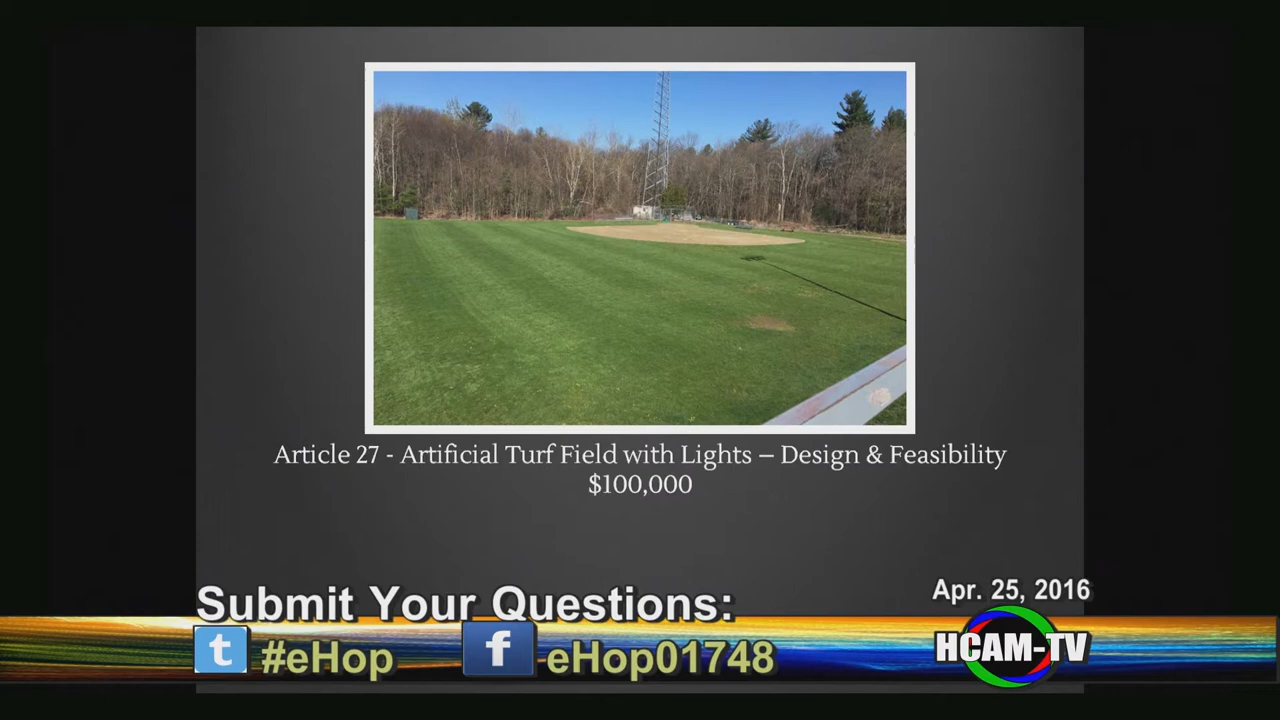 Article 27 - Artificial Turf Field with Lights – Design & Feasibility
$100,000
Submit Your Questions:
Apr. 25, 2016
t #eHop f eHop01748
HCAM-TV